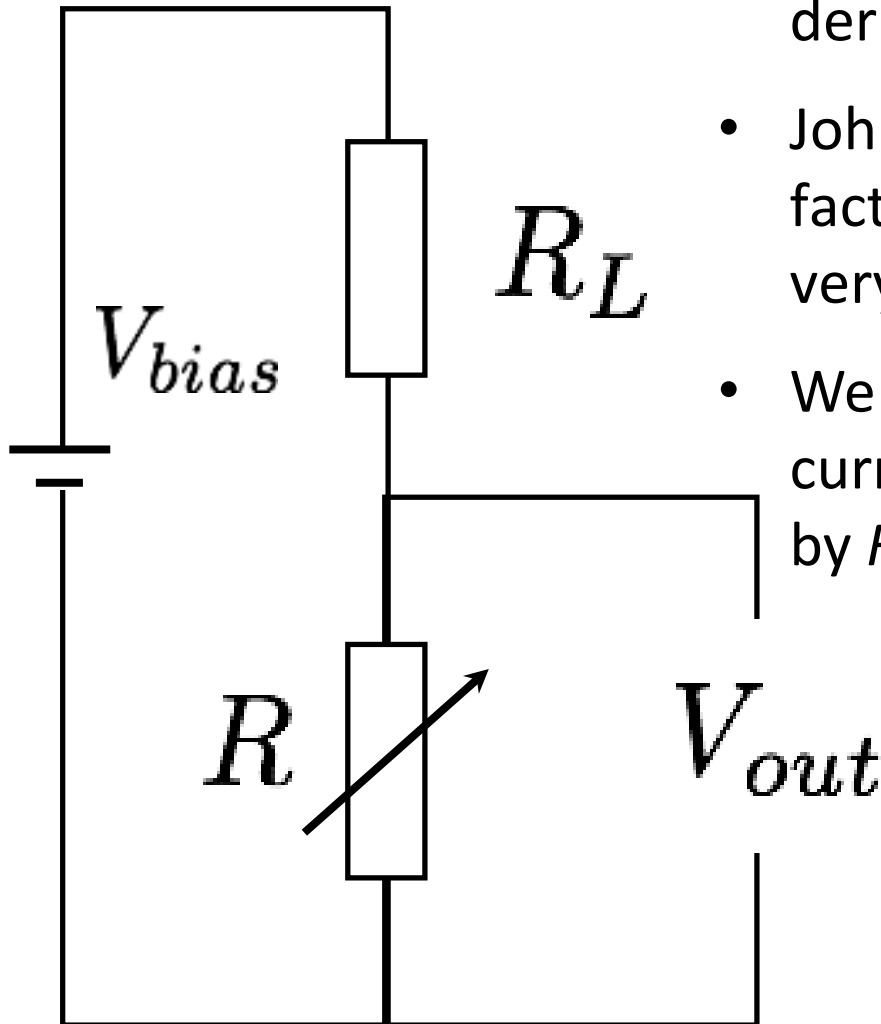 der
• Joh
fact
very
• We
curr
by
R_L
V_bias
R
V_out